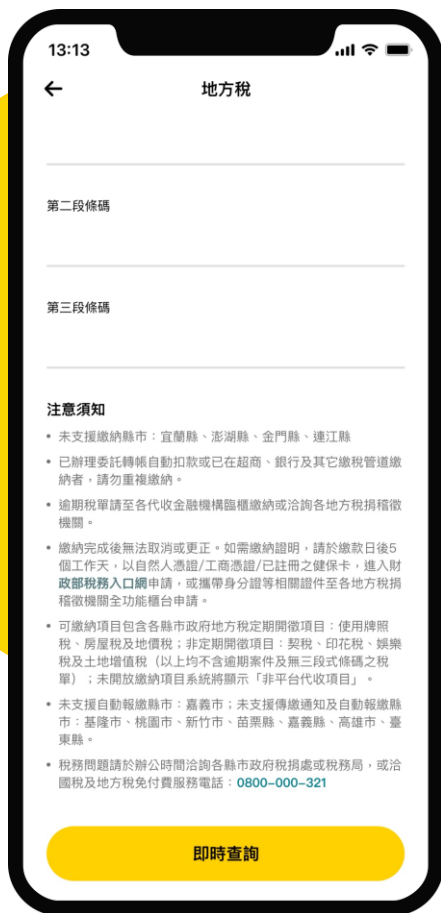 13:13
地方稅
第二段條碼
第三段條碼
注意須知
• 未支援繳納縣市：宜蘭縣、澎湖縣、金門縣、連江縣
• 已辦理委託轉帳自動扣款或已在超商、銀行及其它繳稅管道繳
納者，請勿重複繳納。
• 逾期稅單請至各代收金融機構臨櫃繳納或洽詢各地方稅捐稽徵
機關。
• 繳納完成後無法取消或更正。如需繳納證明，請於繳款日後5
個工作天，以自然人憑證/工商憑證/已註冊之健保卡，進入財
政部稅務入口網申請，或攜帶身分證等相關證件至各地方稅捐
稽徵機關全功能櫃台申請。
• 可繳納項目包含各縣市政府地方稅定期開徵項目：使用牌照
稅、房屋稅及地價稅；非定期開徵項目：契稅、印花稅、娛樂
稅及土地增值稅（以上均不含逾期案件及無三段式條碼之稅
單）；未開放繳納項目系統將顯示「非平台代收項目」。
• 未支援自動報繳縣市：嘉義市；未支援傳繳通知及自動報繳縣
市：基隆市、桃園市、新竹市、苗栗縣、嘉義縣、高雄市、臺
東縣。
• 稅務問題請於辦公時間洽詢各縣市政府稅捐處或稅務局，或洽
國稅及地方稅免付費服務電話：0800-000-321
即時查詢